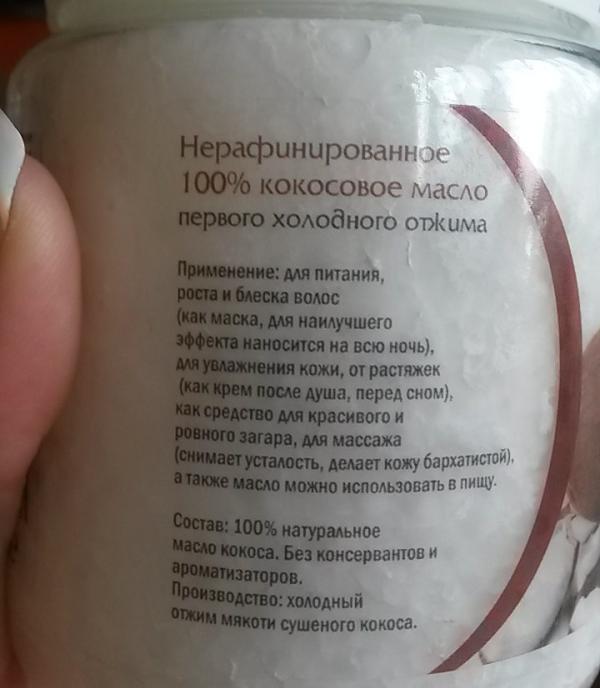 Нерафинированное
100% кокосовое масло
первого холодного отжима
Применение: для питания,
роста и блеска волос
(как маска, для наилучшего
эффекта наносится на всю ночь),
для увлажнения кожи, от растяжек
(как крем после душа, перед сном),
как средство для красивого и
ровного загара, для массажа
(снимает усталость, делает кожу бархатистой),
а также масло можно использовать в пищу.
Состав: 100% натуральное
масло кокоса. Без консервантов и
ароматизаторов.
Производство: холодный
отжим мякоти сушеного кокоса.